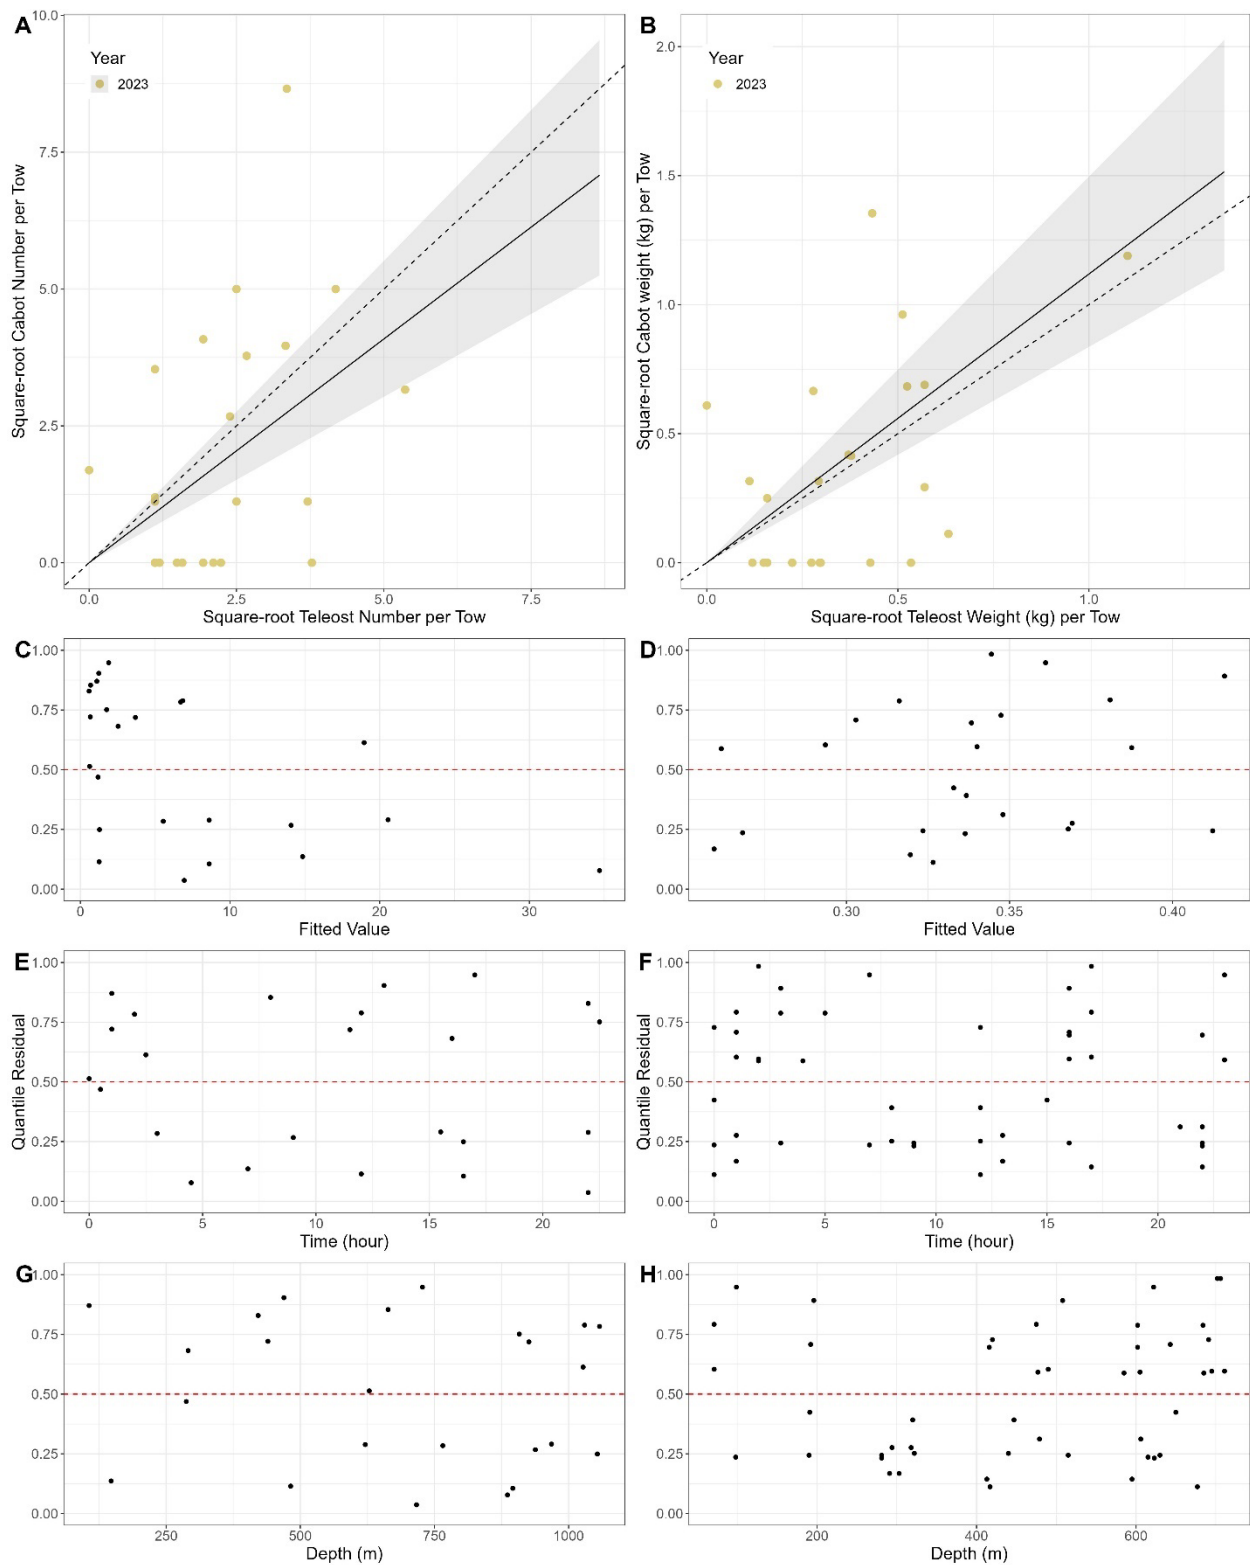 A
Year
2023
10.0
7.5
5.0
2.5
0.0
0.0 2.5 5.0 7.5
Square-root Cabot Number per Tow
Square-root Teleost Number per Tow
B
Year
2023
2.0
1.5
1.0
0.5
0.0
0.0 0.5 1.0
Square-root Cabot weight (kg) per Tow
Square-root Teleost Weight (kg) per Tow
C
1.00
0.75
0.50
0.25
0.00
0 10 20 30
Fitted Value
D
1.00
0.75
0.50
0.25
0.00
0.30 0.35 0.40
Fitted Value
E
1.00
0.75
0.50
0.25
0.00
0 5 10 15 20
Quantile Residual
Time (hour)
F
1.00
0.75
0.50
0.25
0.00
0 5 10 15 20
Quantile Residual
Time (hour)
G
1.00
0.75
0.50
0.25
0.00
250 500 750 1000
Depth (m)
H
1.00
0.75
0.50
0.25
0.00
200 400 600
Depth (m)